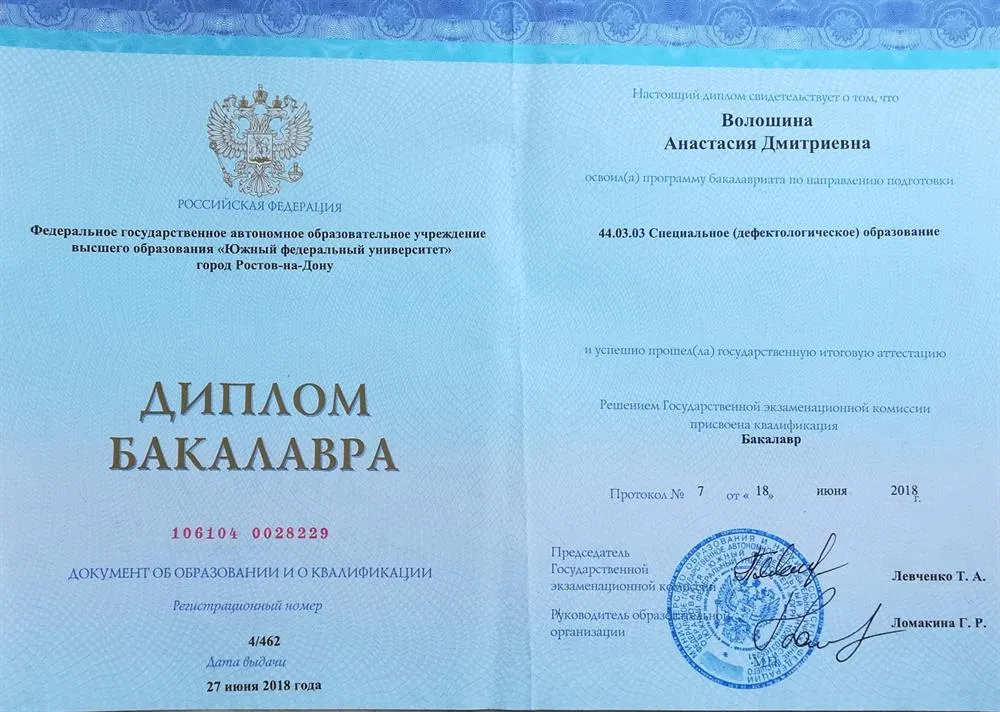 РОССИЙСКАЯ ФЕДЕРАЦИЯ
Федеральное государственное автономное образовательное учреждение
высшего образования «Южный федеральный университет»
город Ростов-на-Дону
ДИПЛОМ
БАКАЛАВРА
106104 0028229
ДОКУМЕНТ ОБ ОБРАЗОВАНИИ И О КВАЛИФИКАЦИИ
Регистрационный номер
4/462
Дата выдачи
27 июня 2018 года
Настоящий диплом свидетельствует о том, что
Волошина
Анастасия Дмитриевна
освоил(а) программу бакалавриата по направлению подготовки
44.03.03 Специальное (дефектологическое) образование
и успешно прошел(ла) государственную итоговую аттестацию
Решением Государственной экзаменационной комиссии
присвоена квалификация
Бакалавр
Протокол № 7 от « 18 » июня 2018 г.
Председатель
Государственной
экзаменационной комиссии
Левченко Т. А.
Руководитель образовательной
организации
Ломакина Г. Р.
М.П.